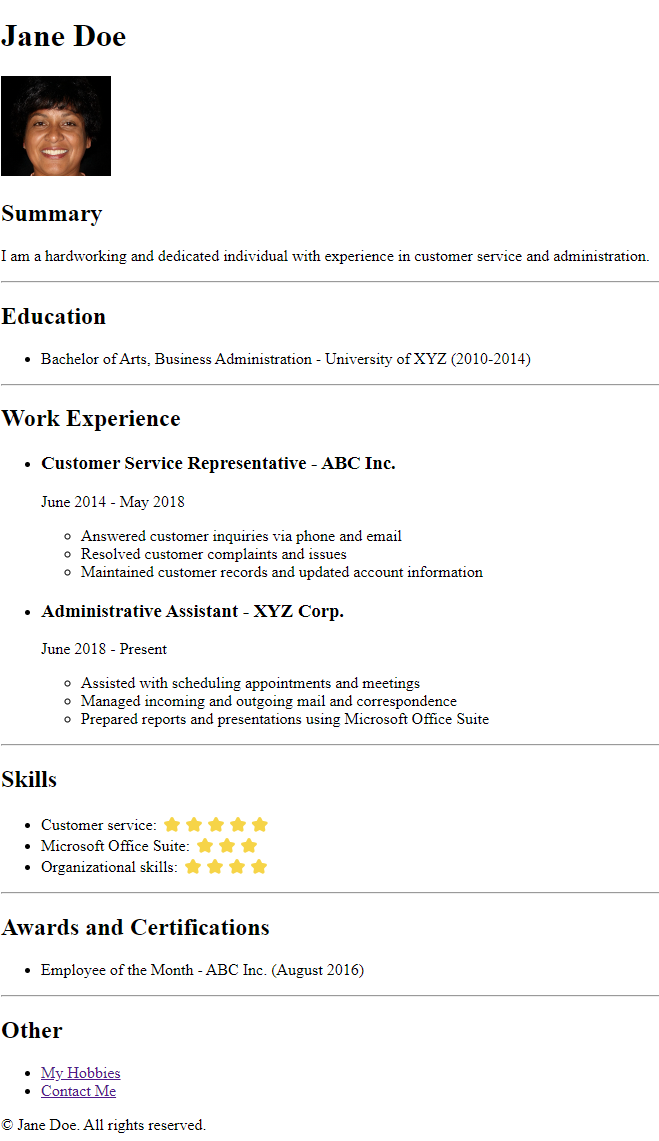 Jane Doe
Summary
I am a hardworking and dedicated individual with experience in customer service and administration.
Education
Bachelor of Arts, Business Administration - University of XYZ (2010-2014)
Work Experience
Customer Service Representative - ABC Inc.
June 2014 - May 2018
Answered customer inquiries via phone and email
Resolved customer complaints and issues
Maintained customer records and updated account information
Administrative Assistant - XYZ Corp.
June 2018 - Present
Assisted with scheduling appointments and meetings
Managed incoming and outgoing mail and correspondence
Prepared reports and presentations using Microsoft Office Suite
Skills
Customer service:
Microsoft Office Suite:
Organizational skills:
Awards and Certifications
Employee of the Month - ABC Inc. (August 2016)
Other
My Hobbies
Contact Me
© Jane Doe. All rights reserved.